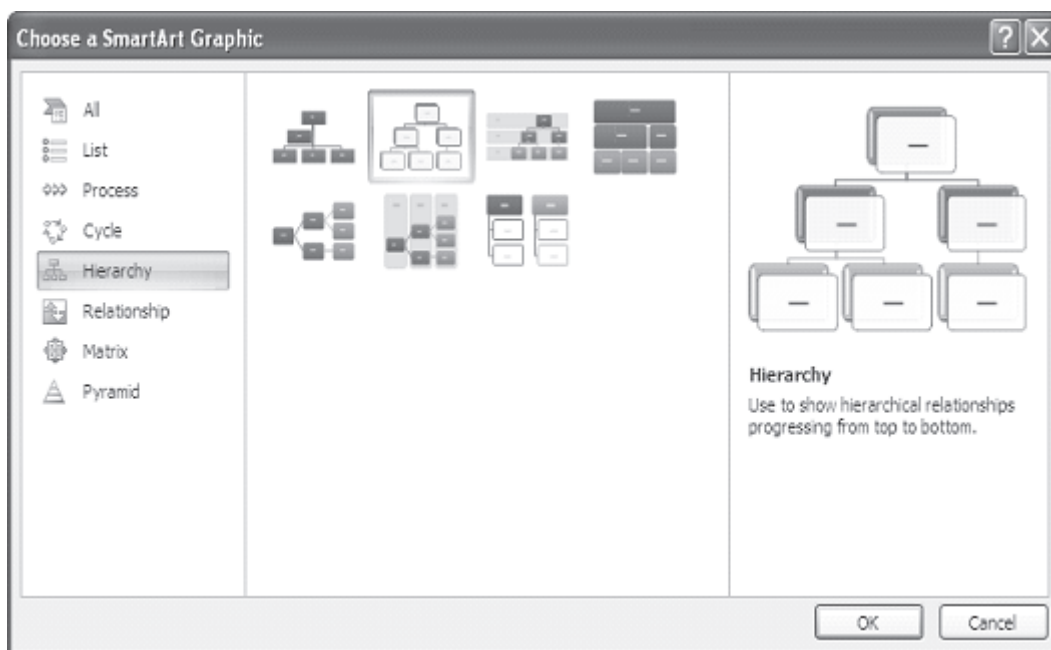 Choose a SmartArt Graphic
All
List
Process
Cycle
Hierarchy
Relationship
Matrix
Pyramid
Hierarchy
Use to show hierarchical relationships
progressing from top to bottom.
OK
Cancel